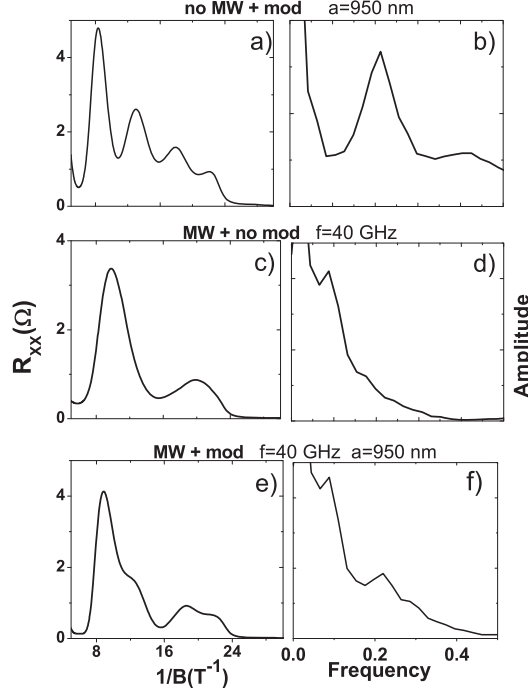 no MW + mod a=950 nm
a) b)
4
2
0
MW + no mod f=40 GHz
c) d)
4
2
0
Rxx(Ω)
Amplitude
MW + mod f=40 GHz a=950 nm
e) f)
4
2
0
8 16 24 0.0 0.2 0.4
1/B(T⁻¹) Frequency